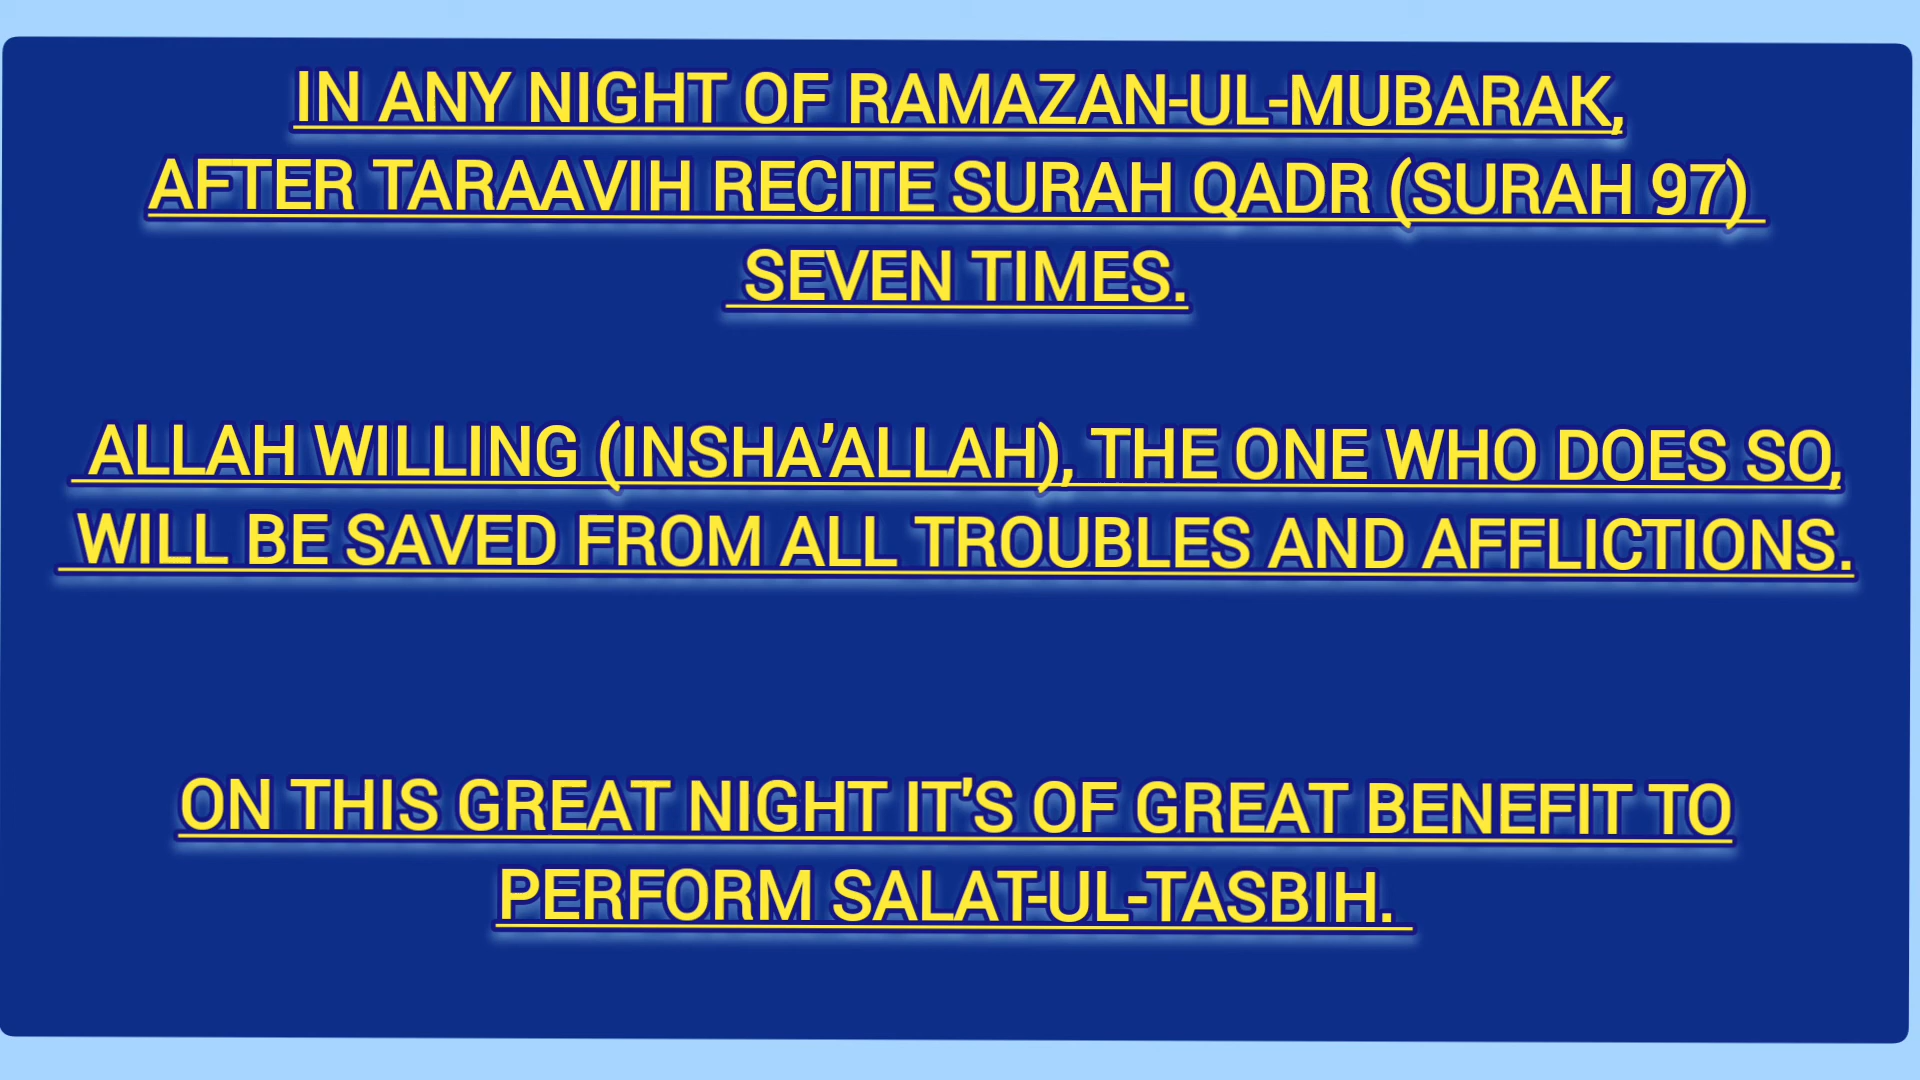 IN ANY NIGHT OF RAMAZAN-UL-MUBARAK,
AFTER TARAAVIH RECITE SURAH QADR (SURAH 97)
SEVEN TIMES.
ALLAH WILLING (INSHA’ALLAH), THE ONE WHO DOES SO,
WILL BE SAVED FROM ALL TROUBLES AND AFFLICTIONS.
ON THIS GREAT NIGHT IT'S OF GREAT BENEFIT TO
PERFORM SALAT-UL-TASBIH.